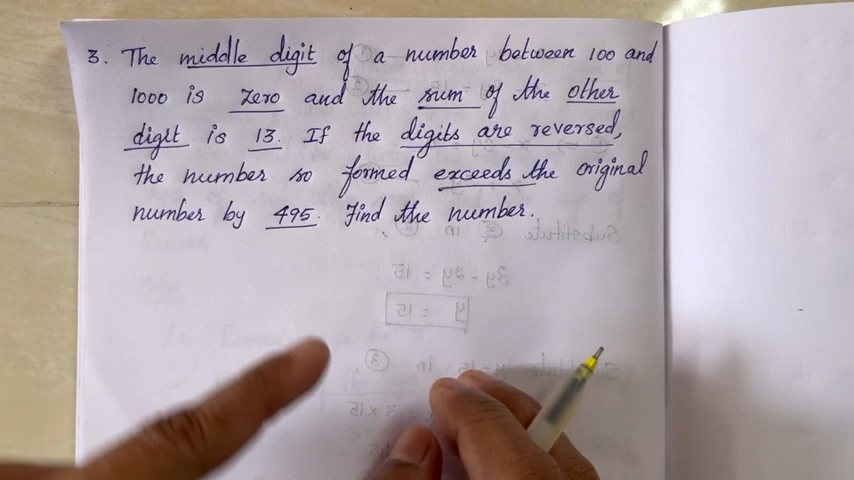 3. The middle digit of a number between 100 and
1000 is zero and the sum of the other
digit is 13. If the digits are reversed,
the number so formed exceeds the original
number by 495. Find the number.